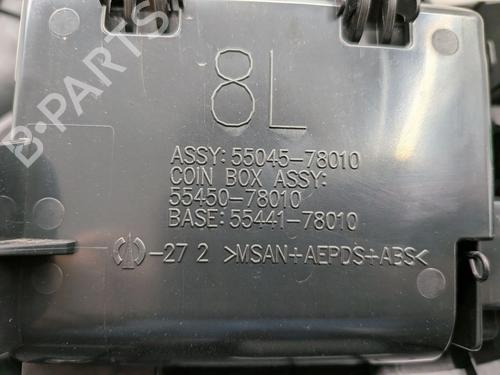 B-PARTS
8L
ASSY: 55045-78010
COIN BOX ASSY:
55450-78010
BASE: 55441-78010
-27 2 >MSAN+AEPDS+ABS<